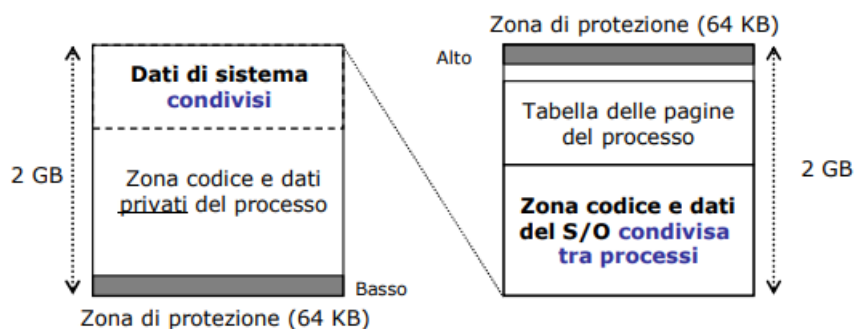 Zona di protezione (64 KB)
Alto
Dati di sistema
condivisi
2 GB
Zona codice e dati
privati del processo
Basso
Zona di protezione (64 KB)
Tabella delle pagine
del processo
2 GB
Zona codice e dati
del S/O condivisa
tra processi